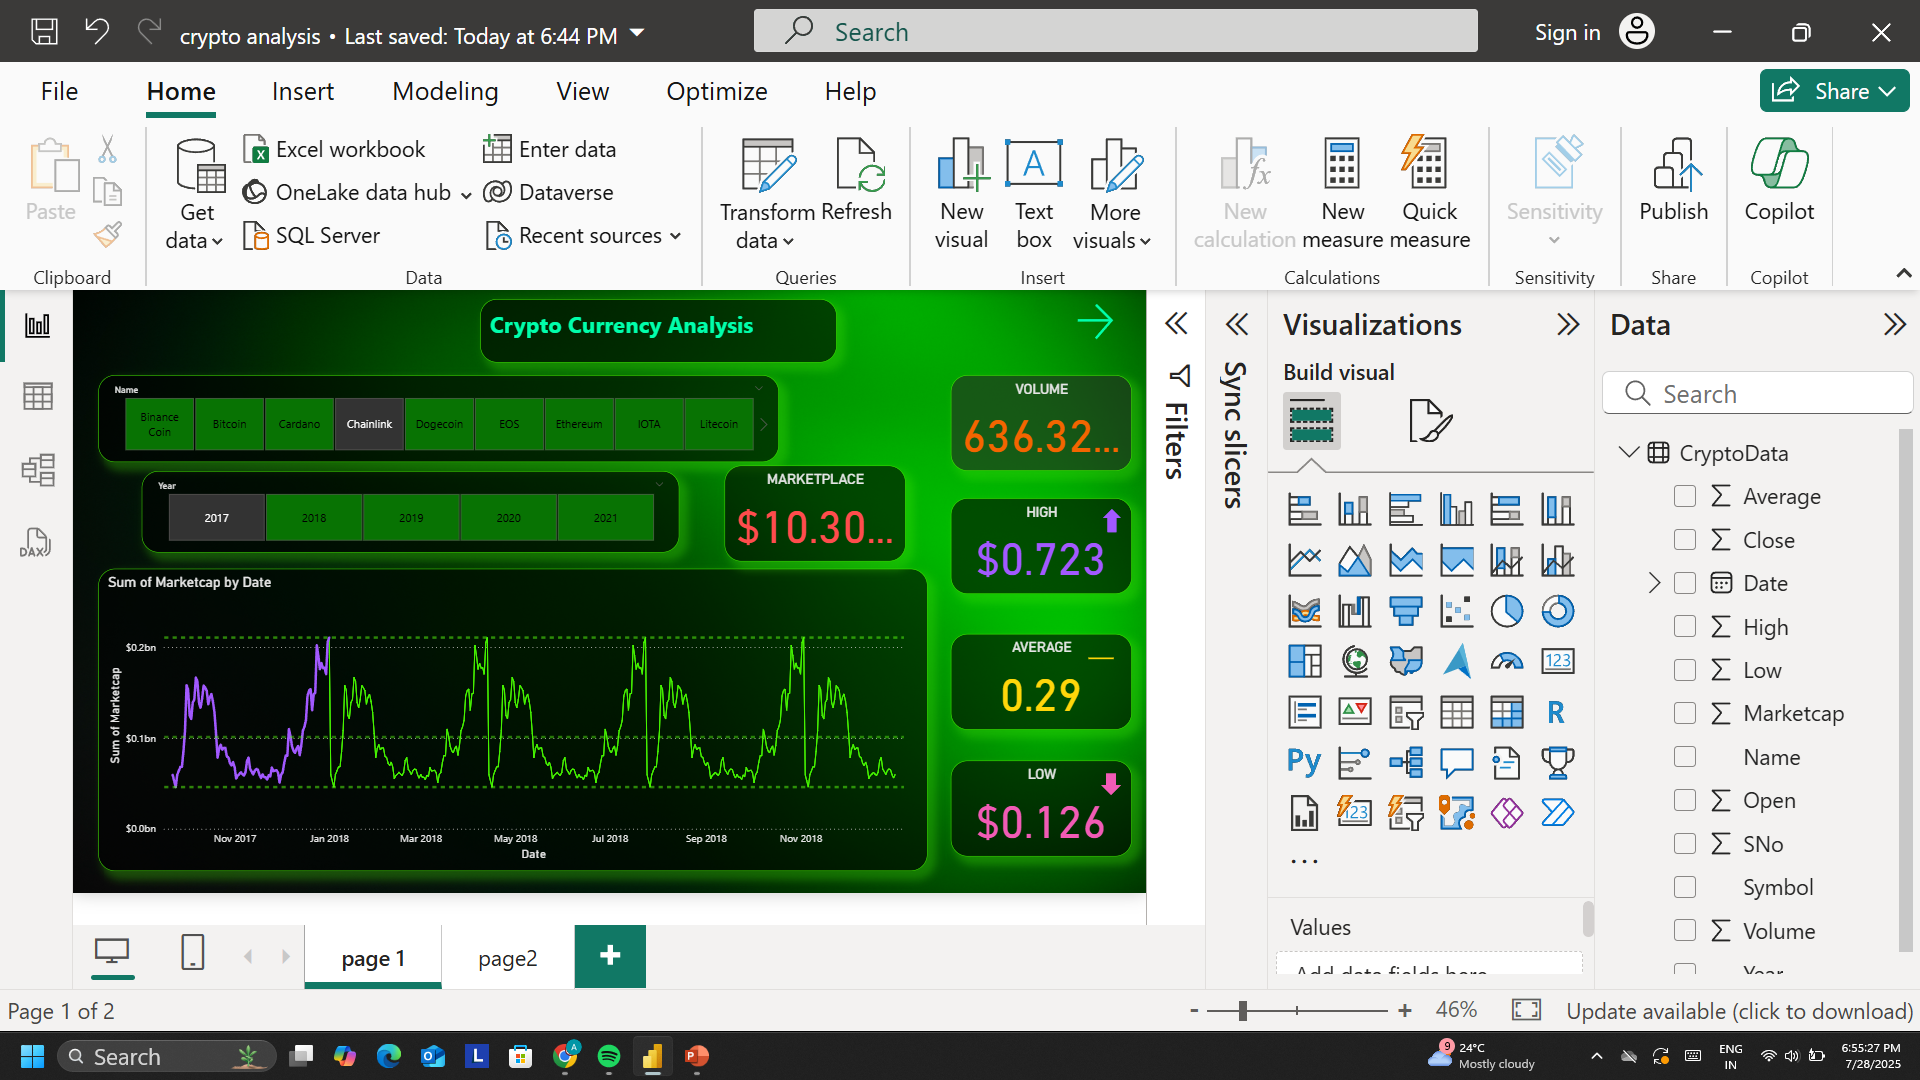 crypto analysis • Last saved: Today at 6:44 PM
Search
Sign in
File
Home
Insert
Modeling
View
Optimize
Help
Share
Paste
Clipboard
Get data
Excel workbook
OneLake data hub
SQL Server
Enter data
Dataverse
Recent sources
Data
Transform data
Refresh
Queries
New visual
Text box
More visuals
Insert
New calculation
New measure
Quick measure
Calculations
Sensitivity
Sensitivity
Publish
Share
Copilot
Copilot
DAX
Crypto Currency Analysis
Name
Binance Coin
Bitcoin
Cardano
Chainlink
Dogecoin
EOS
Ethereum
IOTA
Litecoin
Year
2017
2018
2019
2020
2021
MARKETPLACE
$10.30...
VOLUME
636.32...
HIGH
$0.723
AVERAGE
0.29
LOW
$0.126
Sum of Marketcap by Date
Sum of Marketcap
$0.2bn
$0.1bn
$0.0bn
Nov 2017
Jan 2018
Mar 2018
May 2018
Jul 2018
Sep 2018
Nov 2018
Date
Filters
Sync slicers
Visualizations
Build visual
123
R
Py
123
...
Values
Add data fields here
Data
Search
CryptoData
Average
Close
Date
High
Low
Marketcap
Name
Open
SNo
Symbol
Volume
Year
page 1
page2
+
Page 1 of 2
- + 46%
Update available (click to download)
Search
L
A
9
24°C
Mostly cloudy
ENG
IN
6:55:27 PM
7/28/2025